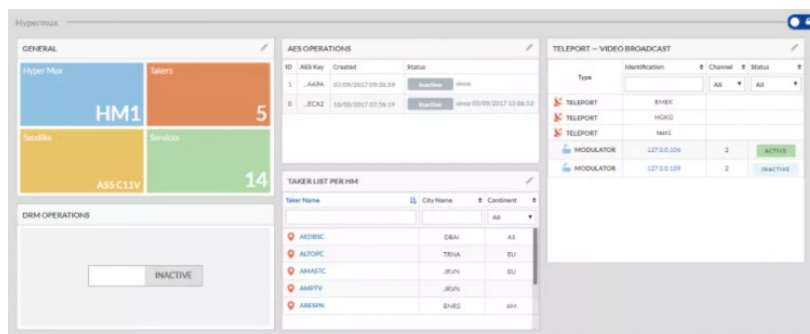 Hypermux
GENERAL
Hyper Mux
HM1
Takers
5
Satellite
AS5 C11V
Services
14
DRM OPERATIONS
INACTIVE
AES OPERATIONS
ID AES Key Created Status
1 ...AAPA 03/09/2017 09:28:59 Inactive since
0 ...ECA2 18/08/2017 07:56:19 Inactive since 05/09/2017 15:06:52
TAKER LIST PER HM
Taker Name City Name Continent
All
AEDBSC DBAI AS
ALTOPC TRNA EU
AMAETC JRVN EU
AMPTV JRVN
ARESPN BNRS AM
TELEPORT — VIDEO BROADCAST
Type Identification Channel Status
All All
TELEPORT EMEK
TELEPORT HGKG
TELEPORT test1
MODULATOR 127.0.0.106 2 ACTIVE
MODULATOR 127.0.0.109 2 INACTIVE